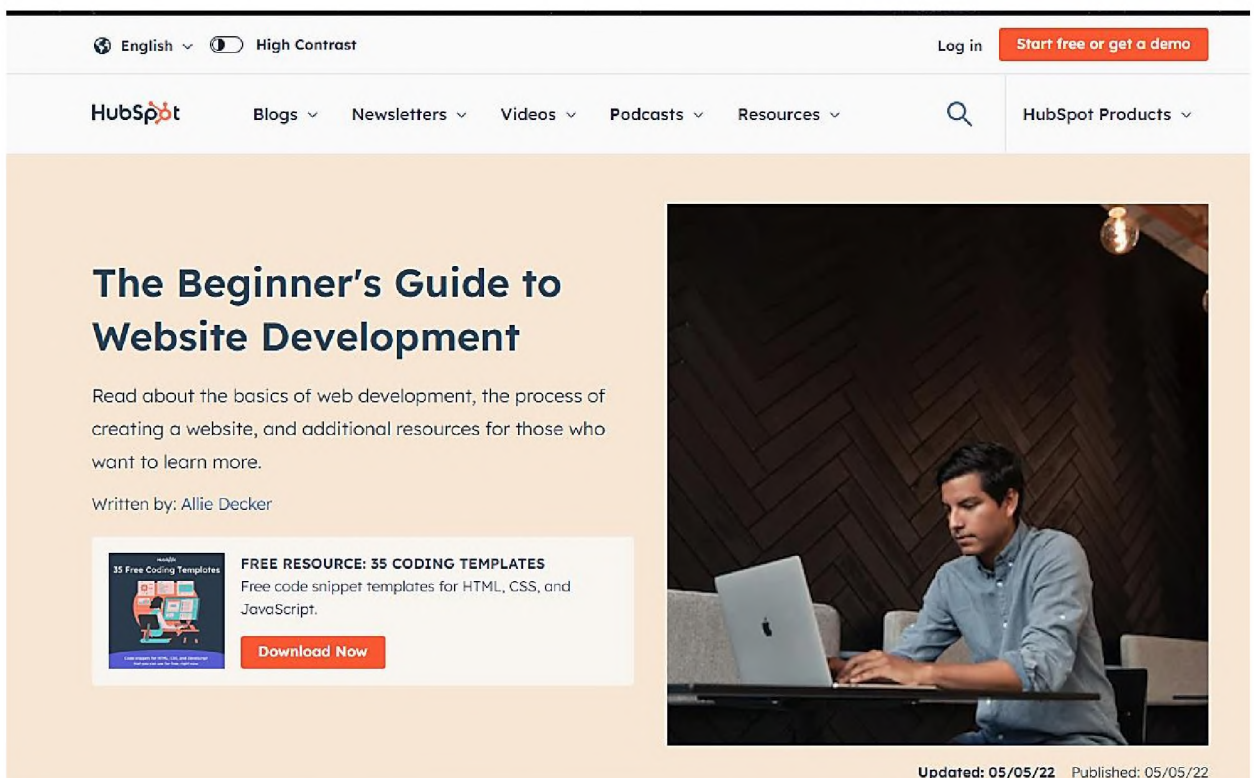 English
High Contrast
Log in
Start free or get a demo
HubSpot
Blogs
Newsletters
Videos
Podcasts
Resources
HubSpot Products
The Beginner's Guide to
Website Development
Read about the basics of web development, the process of
creating a website, and additional resources for those who
want to learn more.
Written by: Allie Decker
HubSpot
35 Free Coding Templates
FREE RESOURCE: 35 CODING TEMPLATES
Free code snippet templates for HTML, CSS, and
JavaScript.
Download Now
Updated: 05/05/22 Published: 05/05/22